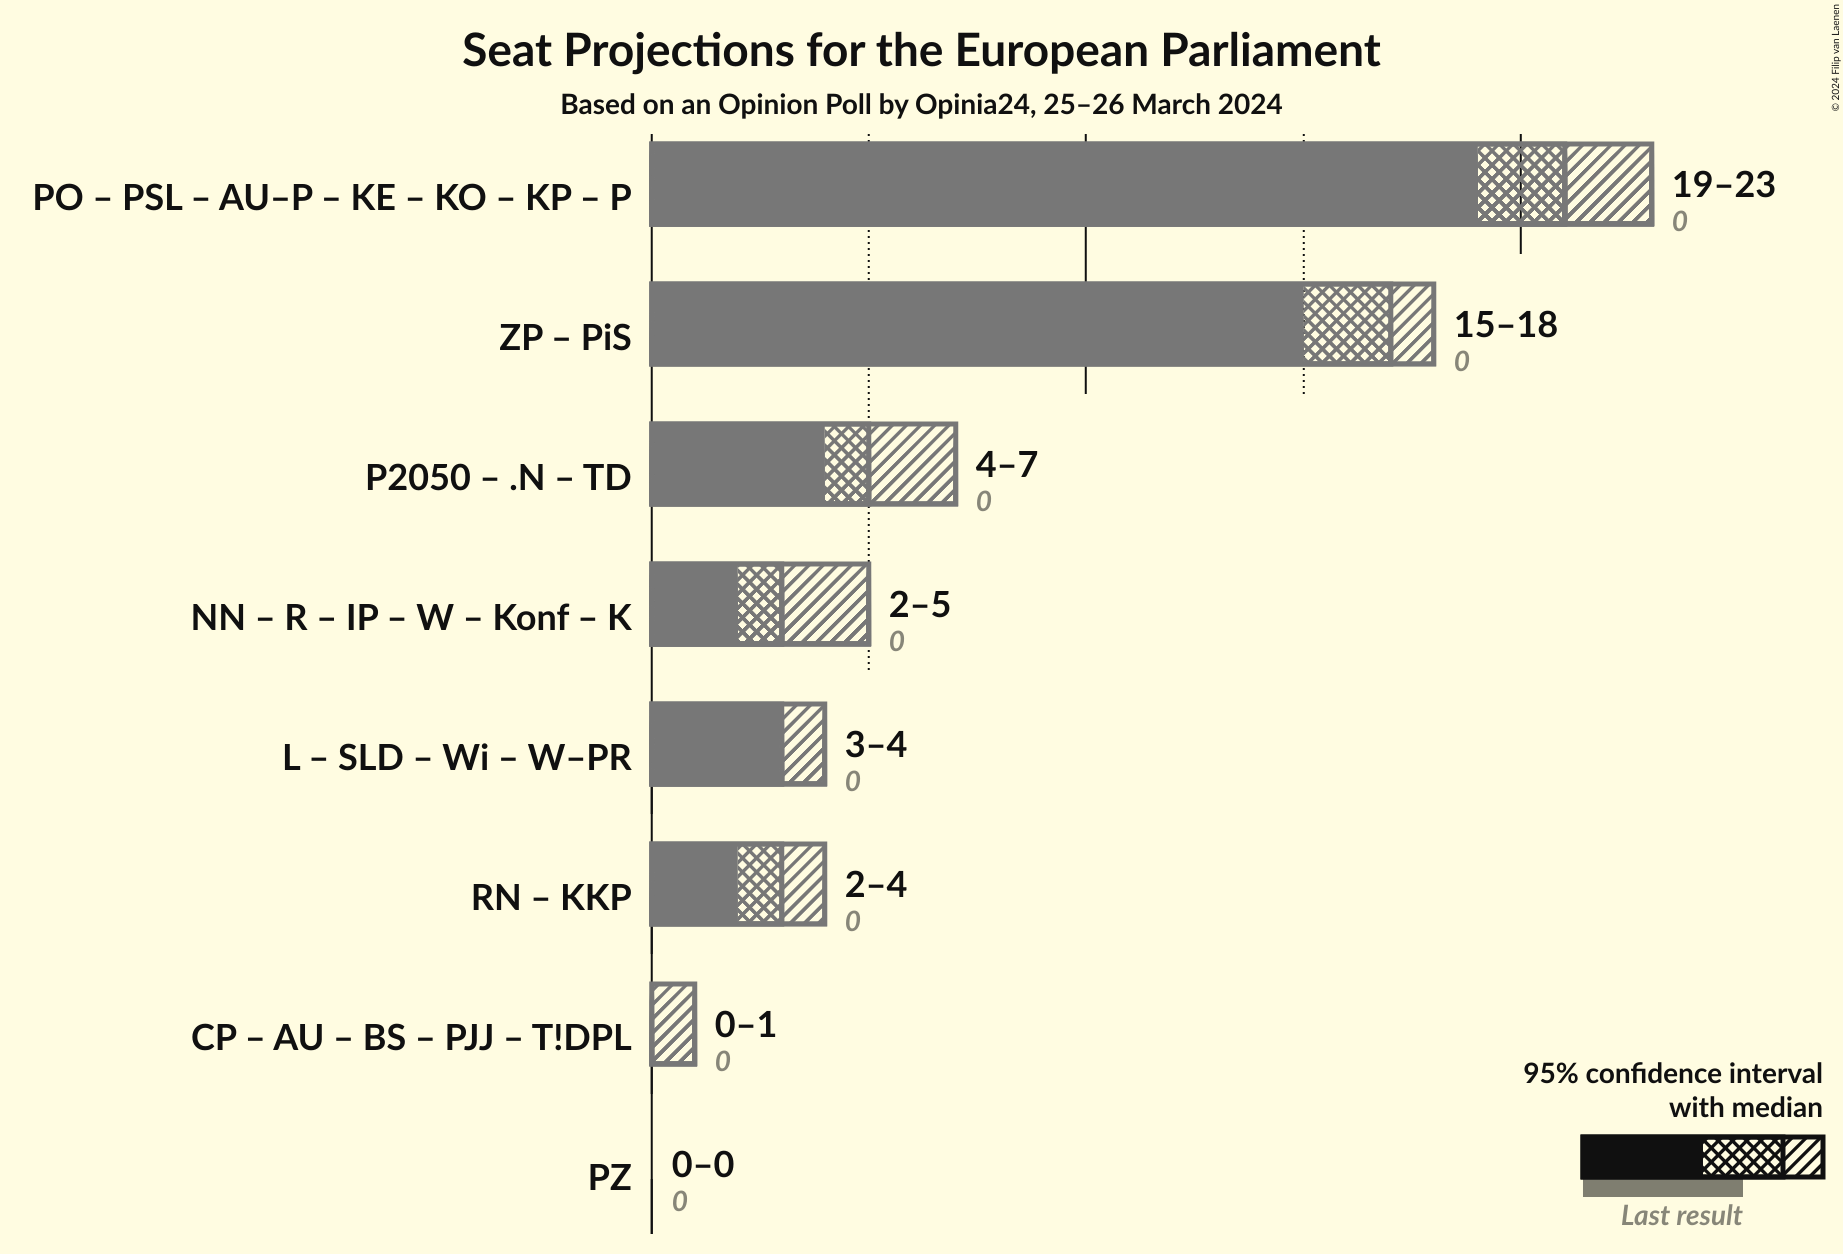 Seat Projections for the European Parliament
Based on an Opinion Poll by Opinia24, 25–26 March 2024
© 2024 Filip van Laenen
PO – PSL – AU–P – KE – KO – KP – P
19–23
0
ZP – PiS
15–18
0
P2050 – .N – TD
4–7
0
NN – R – IP – W – Konf – K
2–5
0
L – SLD – Wi – W–PR
3–4
0
RN – KKP
2–4
0
CP – AU – BS – PJJ – T!DPL
0–1
0
PZ
0–0
0
95% confidence interval
with median
Last result